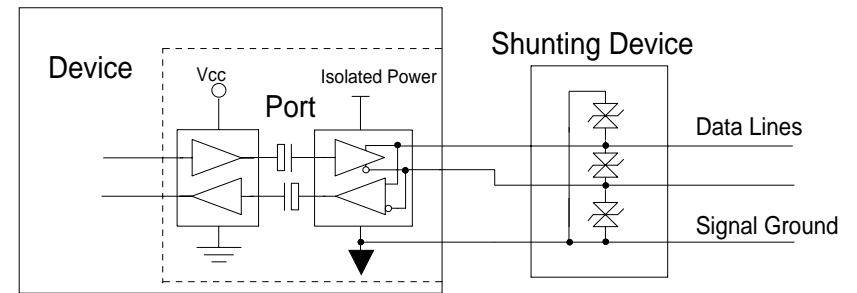 Shunting Device
Device
Vcc
Isolated Power
Port
Data Lines
Signal Ground